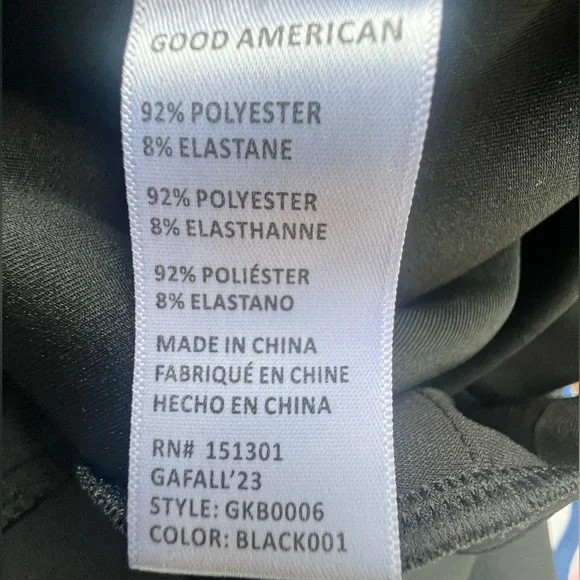 GOOD AMERICAN
92% POLYESTER
8% ELASTANE
92% POLYESTER
8% ELASTHANNE
92% POLIÉSTER
8% ELASTANO
MADE IN CHINA
FABRIQUÉ EN CHINE
HECHO EN CHINA
RN# 151301
GAFALL'23
STYLE: GKB0006
COLOR: BLACK001